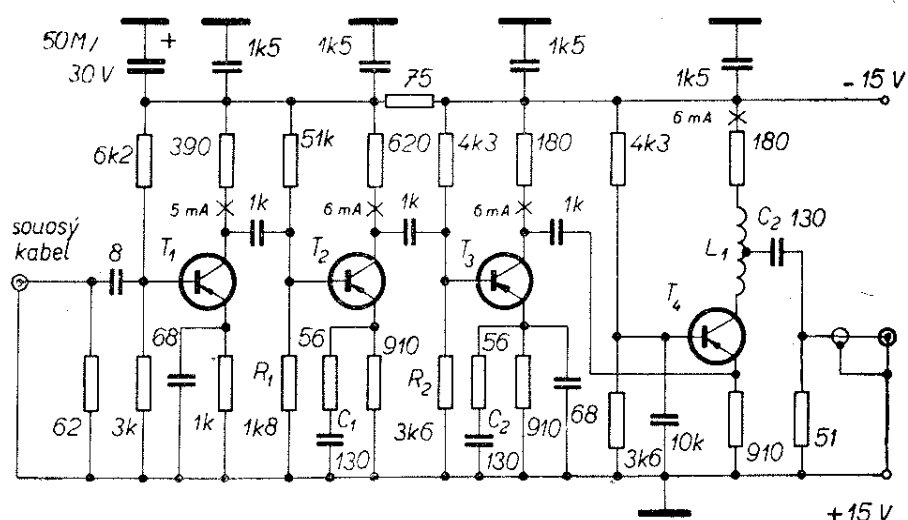 50M/
30V
+
1k5
1k5
1k5
1k5
75
- 15 V
6 mA
6k2
390
51k
620
4k3
180
4k3
180
5 mA
1k
6 mA
1k
6 mA
1k
C2 130
souosý
kabel
8
T1
T2
T3
L1
T4
68
56
910
56
R1
R2
68
62
3k
1k
1k8
C1
130
3k6
C2
130
910
3k6
10k
910
51
+ 15 V